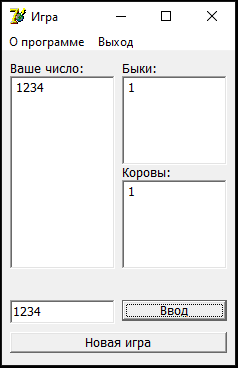 Игра
О программе Выход
Ваше число: Быки:
1234 1
Коровы:
1
1234 Ввод
Новая игра